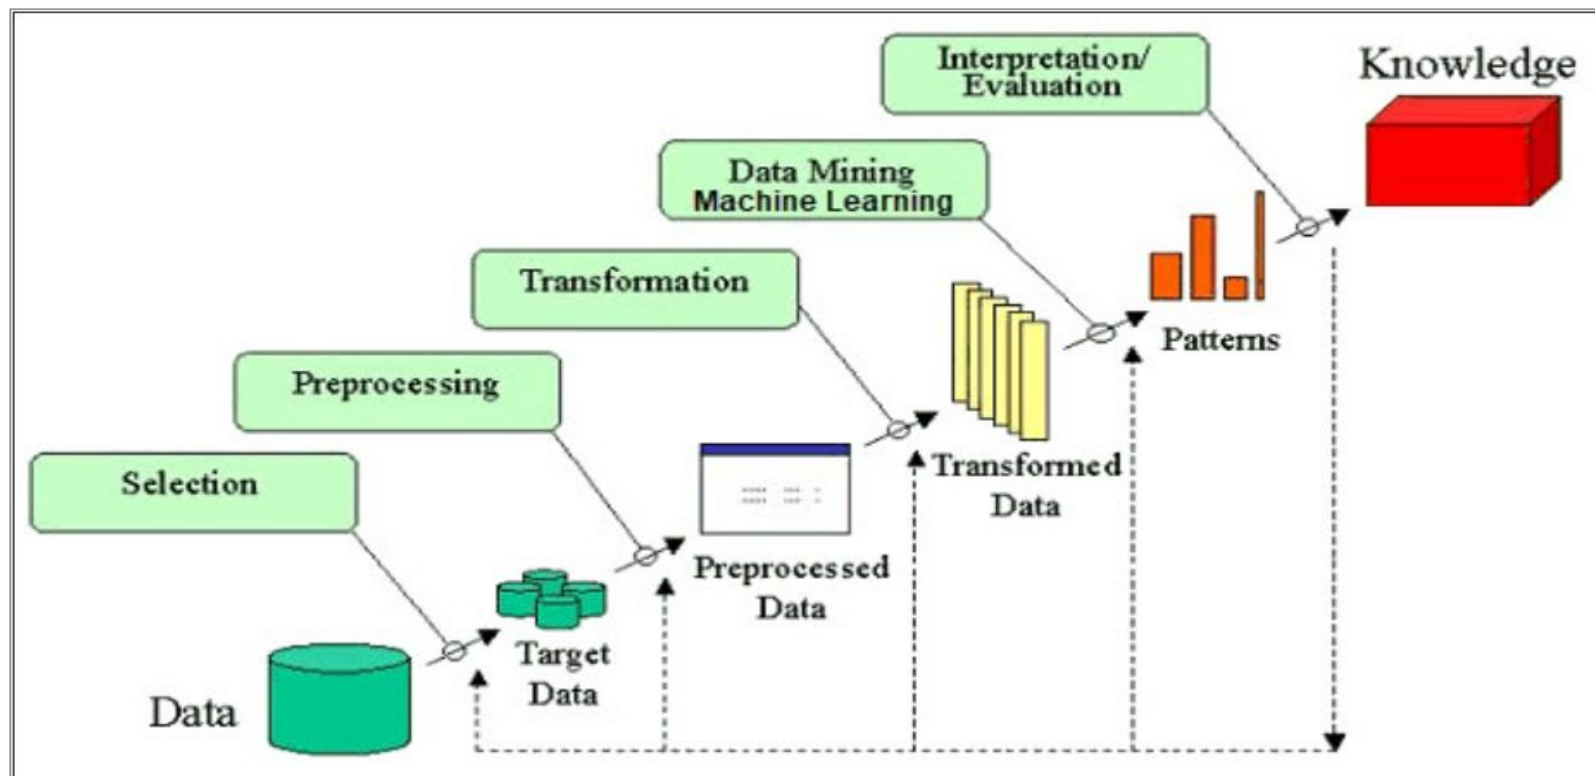 Interpretation/
Evaluation
Knowledge
Data Mining
Machine Learning
Transformation
Patterns
Preprocessing
Transformed
Data
Selection
Preprocessed
Data
Target
Data
Data